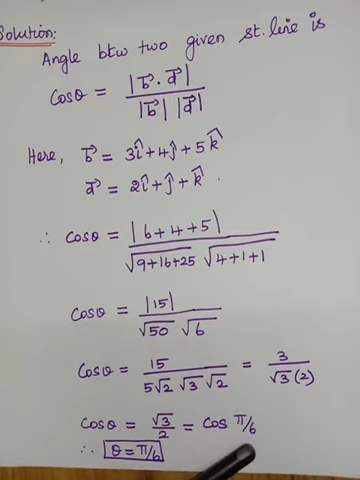 Solution:
Angle btw two given st. line is
Cosθ = |b⃗ · d⃗| / |b⃗| |d⃗|
Here, b⃗ = 3î+4ĵ+5k̂
d⃗ = 2î+ĵ+k̂.
∴ Cosθ = |6+4+5| / √(9+16+25) √(4+1+1)
Cosθ = |15| / √50 √6
Cosθ = 15 / 5√2 √3 √2 = 3 / √3 (2)
Cosθ = √3/2 = Cos π/6
∴ θ = π/6